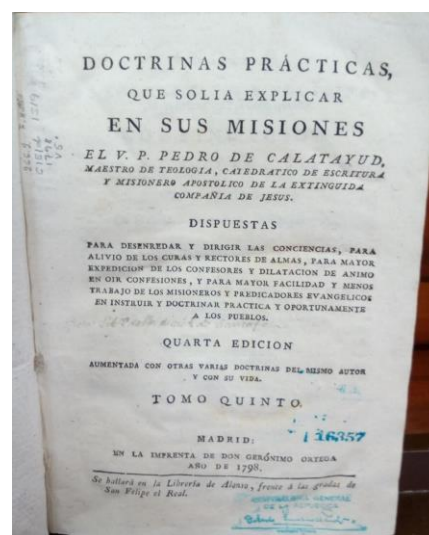 DOCTRINAS PRÁCTICAS,
QUE SOLIA EXPLICAR
EN SUS MISIONES
EL V. P. PEDRO DE CALATAYUD,
MAESTRO DE TEOLOGIA, CATEDRATICO DE ESCRITURA
Y MISIONERO APOSTOLICO DE LA EXTINGUIDA
COMPAÑIA DE JESUS.
DISPUESTAS
PARA DESENREDAR Y DIRIGIR LAS CONCIENCIAS, PARA
ALIVIO DE LOS CURAS Y RECTORES DE ALMAS, PARA MAYOR
EXPEDICION DE LOS CONFESORES Y DILATACION DE ANIMO
EN OIR CONFESIONES, Y PARA MAYOR FACILIDAD Y MENOS
TRABAJO DE LOS MISIONEROS Y PREDICADORES EVANGELICOS
EN INSTRUIR Y DOCTRINAR PRACTICA Y OPORTUNAMENTE
A LOS PUEBLOS.
QUARTA EDICION
AUMENTADA CON OTRAS VARIAS DOCTRINAS DEL MISMO AUTOR
Y CON SU VIDA.
TOMO QUINTO.
16357
MADRID:
EN LA IMPRENTA DE DON GERÓNIMO ORTEGA
AÑO DE 1798.
Se hallará en la Librería de Alonso, frente á las gradas de
San Felipe el Real.